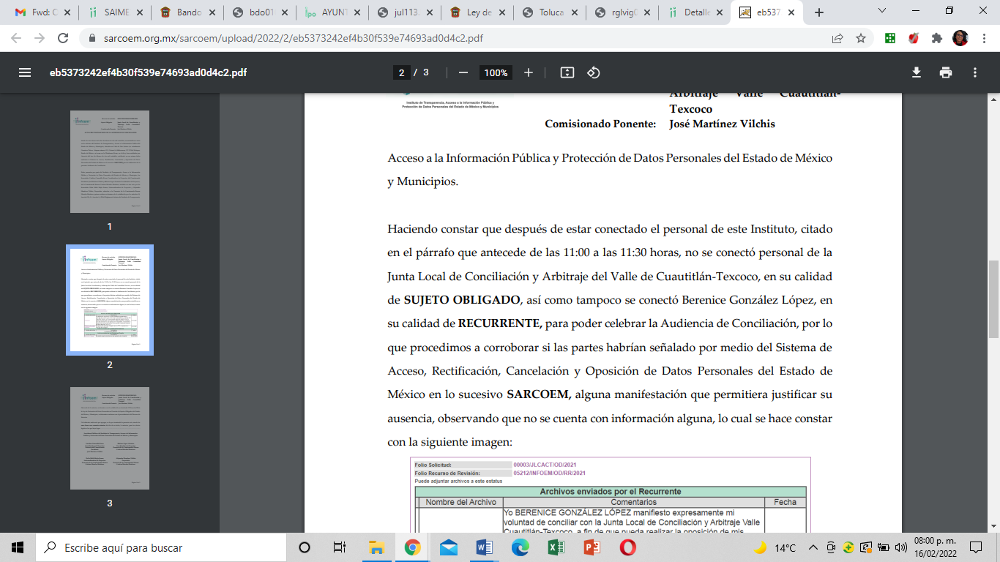 Fwd: C
SAIME
Bando
bdo01
AYUNT
jul113
Ley de
Toluca
rglvig0
Detalle
eb537
sarcoem.org.mx/sarcoem/upload/2022/2/eb5373242ef4b30f539e74693ad0d4c2.pdf
eb5373242ef4b30f539e74693ad0d4c2.pdf
2 / 3
100%
1
2
3
Instituto de Transparencia, Acceso a la Información Pública y
Protección de Datos Personales del Estado de México y Municipios
Arbitraje Valle Cuautitlán-
Texcoco
Comisionado Ponente: José Martínez Vilchis
Acceso a la Información Pública y Protección de Datos Personales del Estado de México
y Municipios.
Haciendo constar que después de estar conectado el personal de este Instituto, citado
en el párrafo que antecede de las 11:00 a las 11:30 horas, no se conectó personal de la
Junta Local de Conciliación y Arbitraje del Valle de Cuautitlán-Texcoco, en su calidad
de SUJETO OBLIGADO, así como tampoco se conectó Berenice González López, en
su calidad de RECURRENTE, para poder celebrar la Audiencia de Conciliación, por lo
que procedimos a corroborar si las partes habrían señalado por medio del Sistema de
Acceso, Rectificación, Cancelación y Oposición de Datos Personales del Estado de
México en lo sucesivo SARCOEM, alguna manifestación que permitiera justificar su
ausencia, observando que no se cuenta con información alguna, lo cual se hace constar
con la siguiente imagen:
Folio Solicitud: 00003/JLCACT/OD/2021
Folio Recurso de Revisión: 05212/INFOEM/OD/RR/2021
Puede adjuntar archivos a este estatus
Archivos enviados por el Recurrente
Nombre del Archivo Comentarios Fecha
Yo BERENICE GONZÁLEZ LÓPEZ manifiesto expresamente mi
voluntad de conciliar con la Junta Local de Conciliación y Arbitraje Valle
Cuautitlán-Texcoco, a fin de que pueda realizar la oposición de mis
Escribe aquí para buscar
14°C
08:00 p. m.
16/02/2022